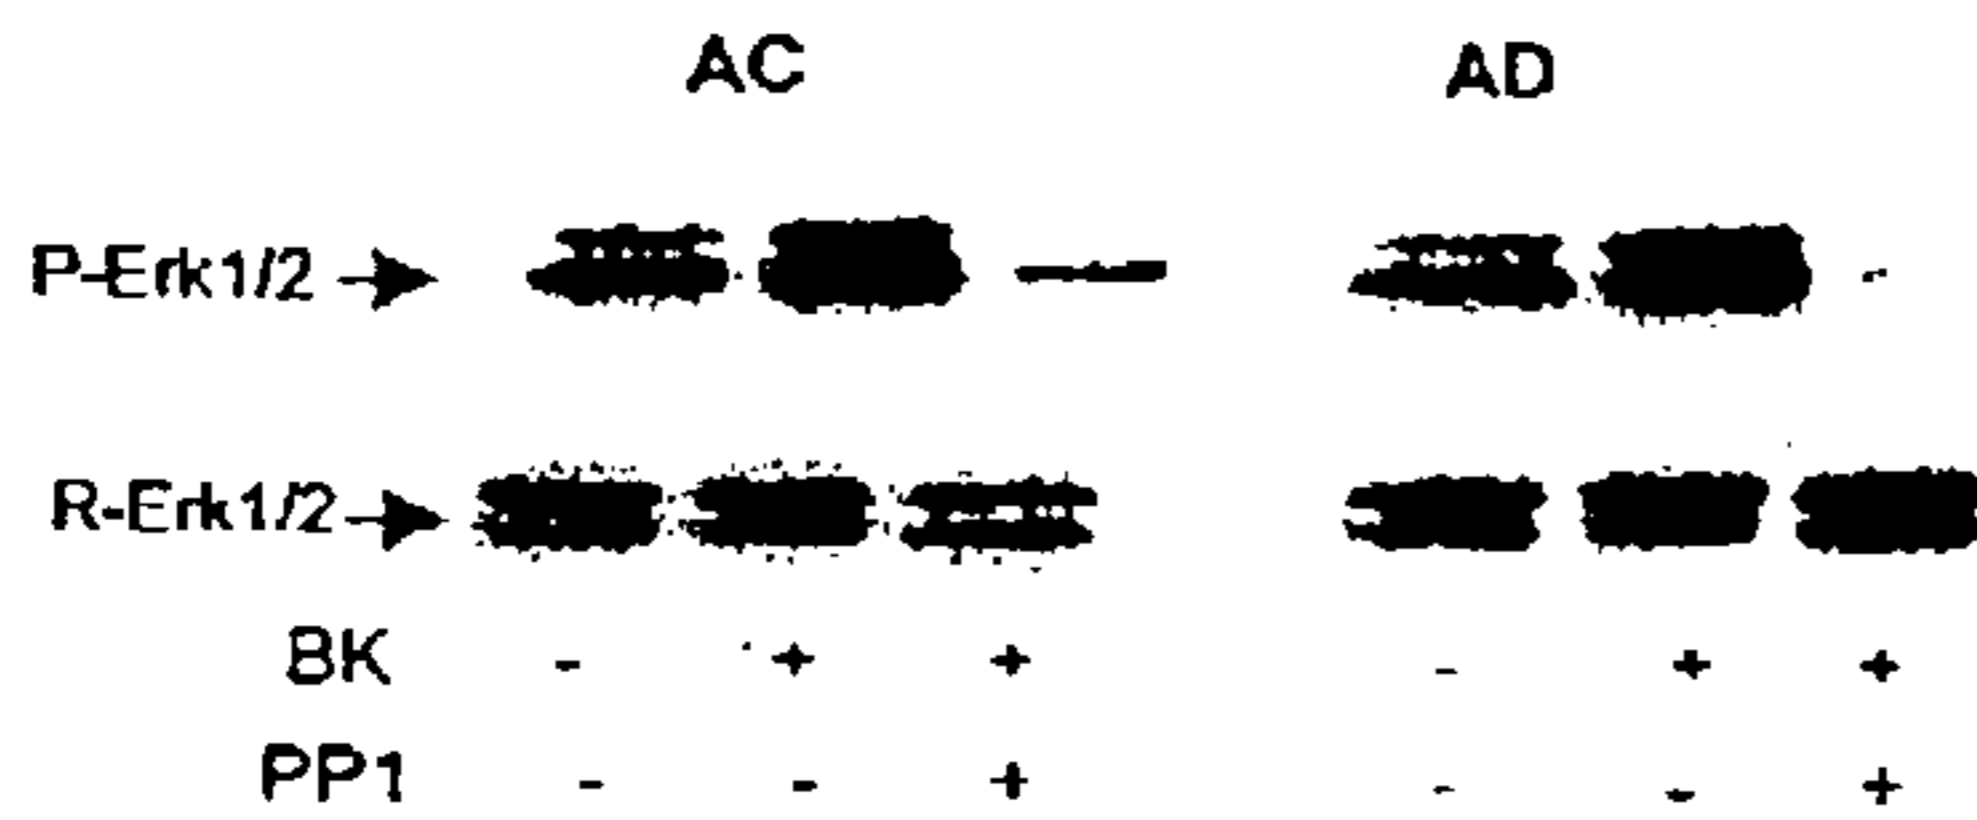 AC AD
P-Erk1/2
R-Erk1/2
BK - + + - + +
PP1 - - + - - +